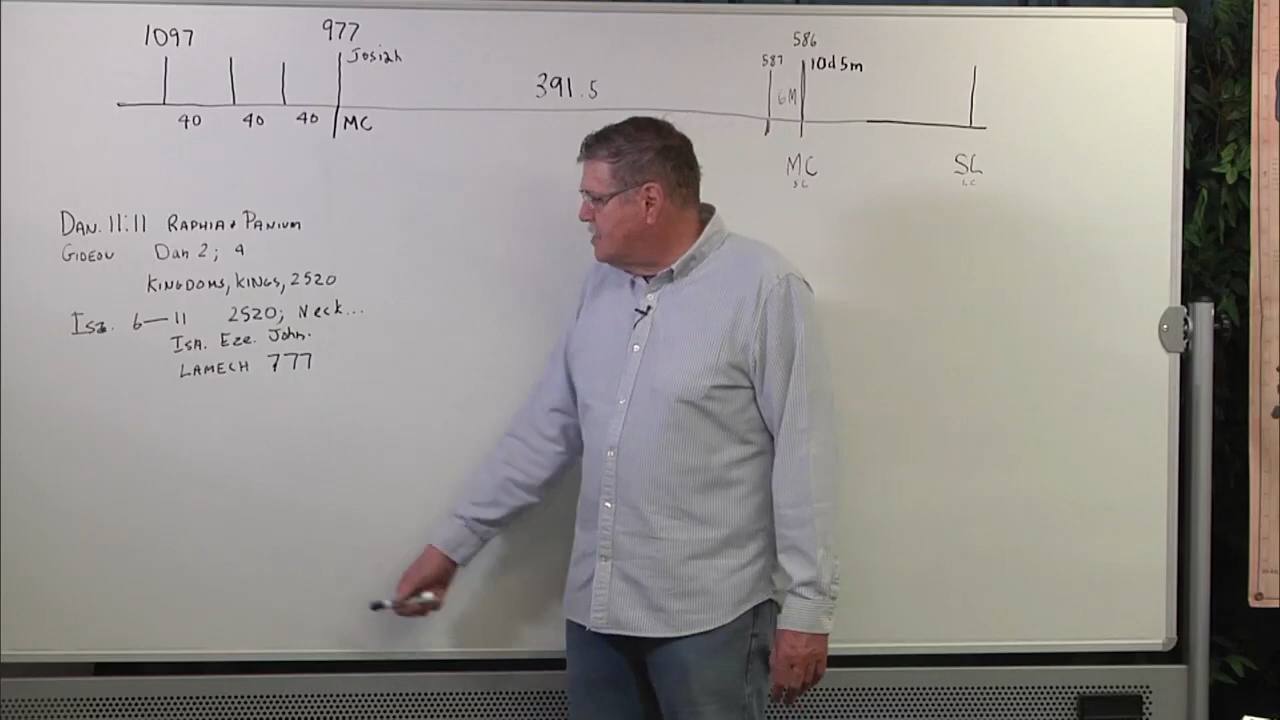 1097 977 586
Josiah 587 10d 5m
391.5 6M
40 40 40 MC
MC SL
SL LC
DAN. 11:11 RAPHIA + PANIUM
GIDEON Dan 2; 4
KINGDOMS, KINGS, 2520
Isa. 6—11 2520; Neck...
ISA. EZE. John.
LAMECH 777